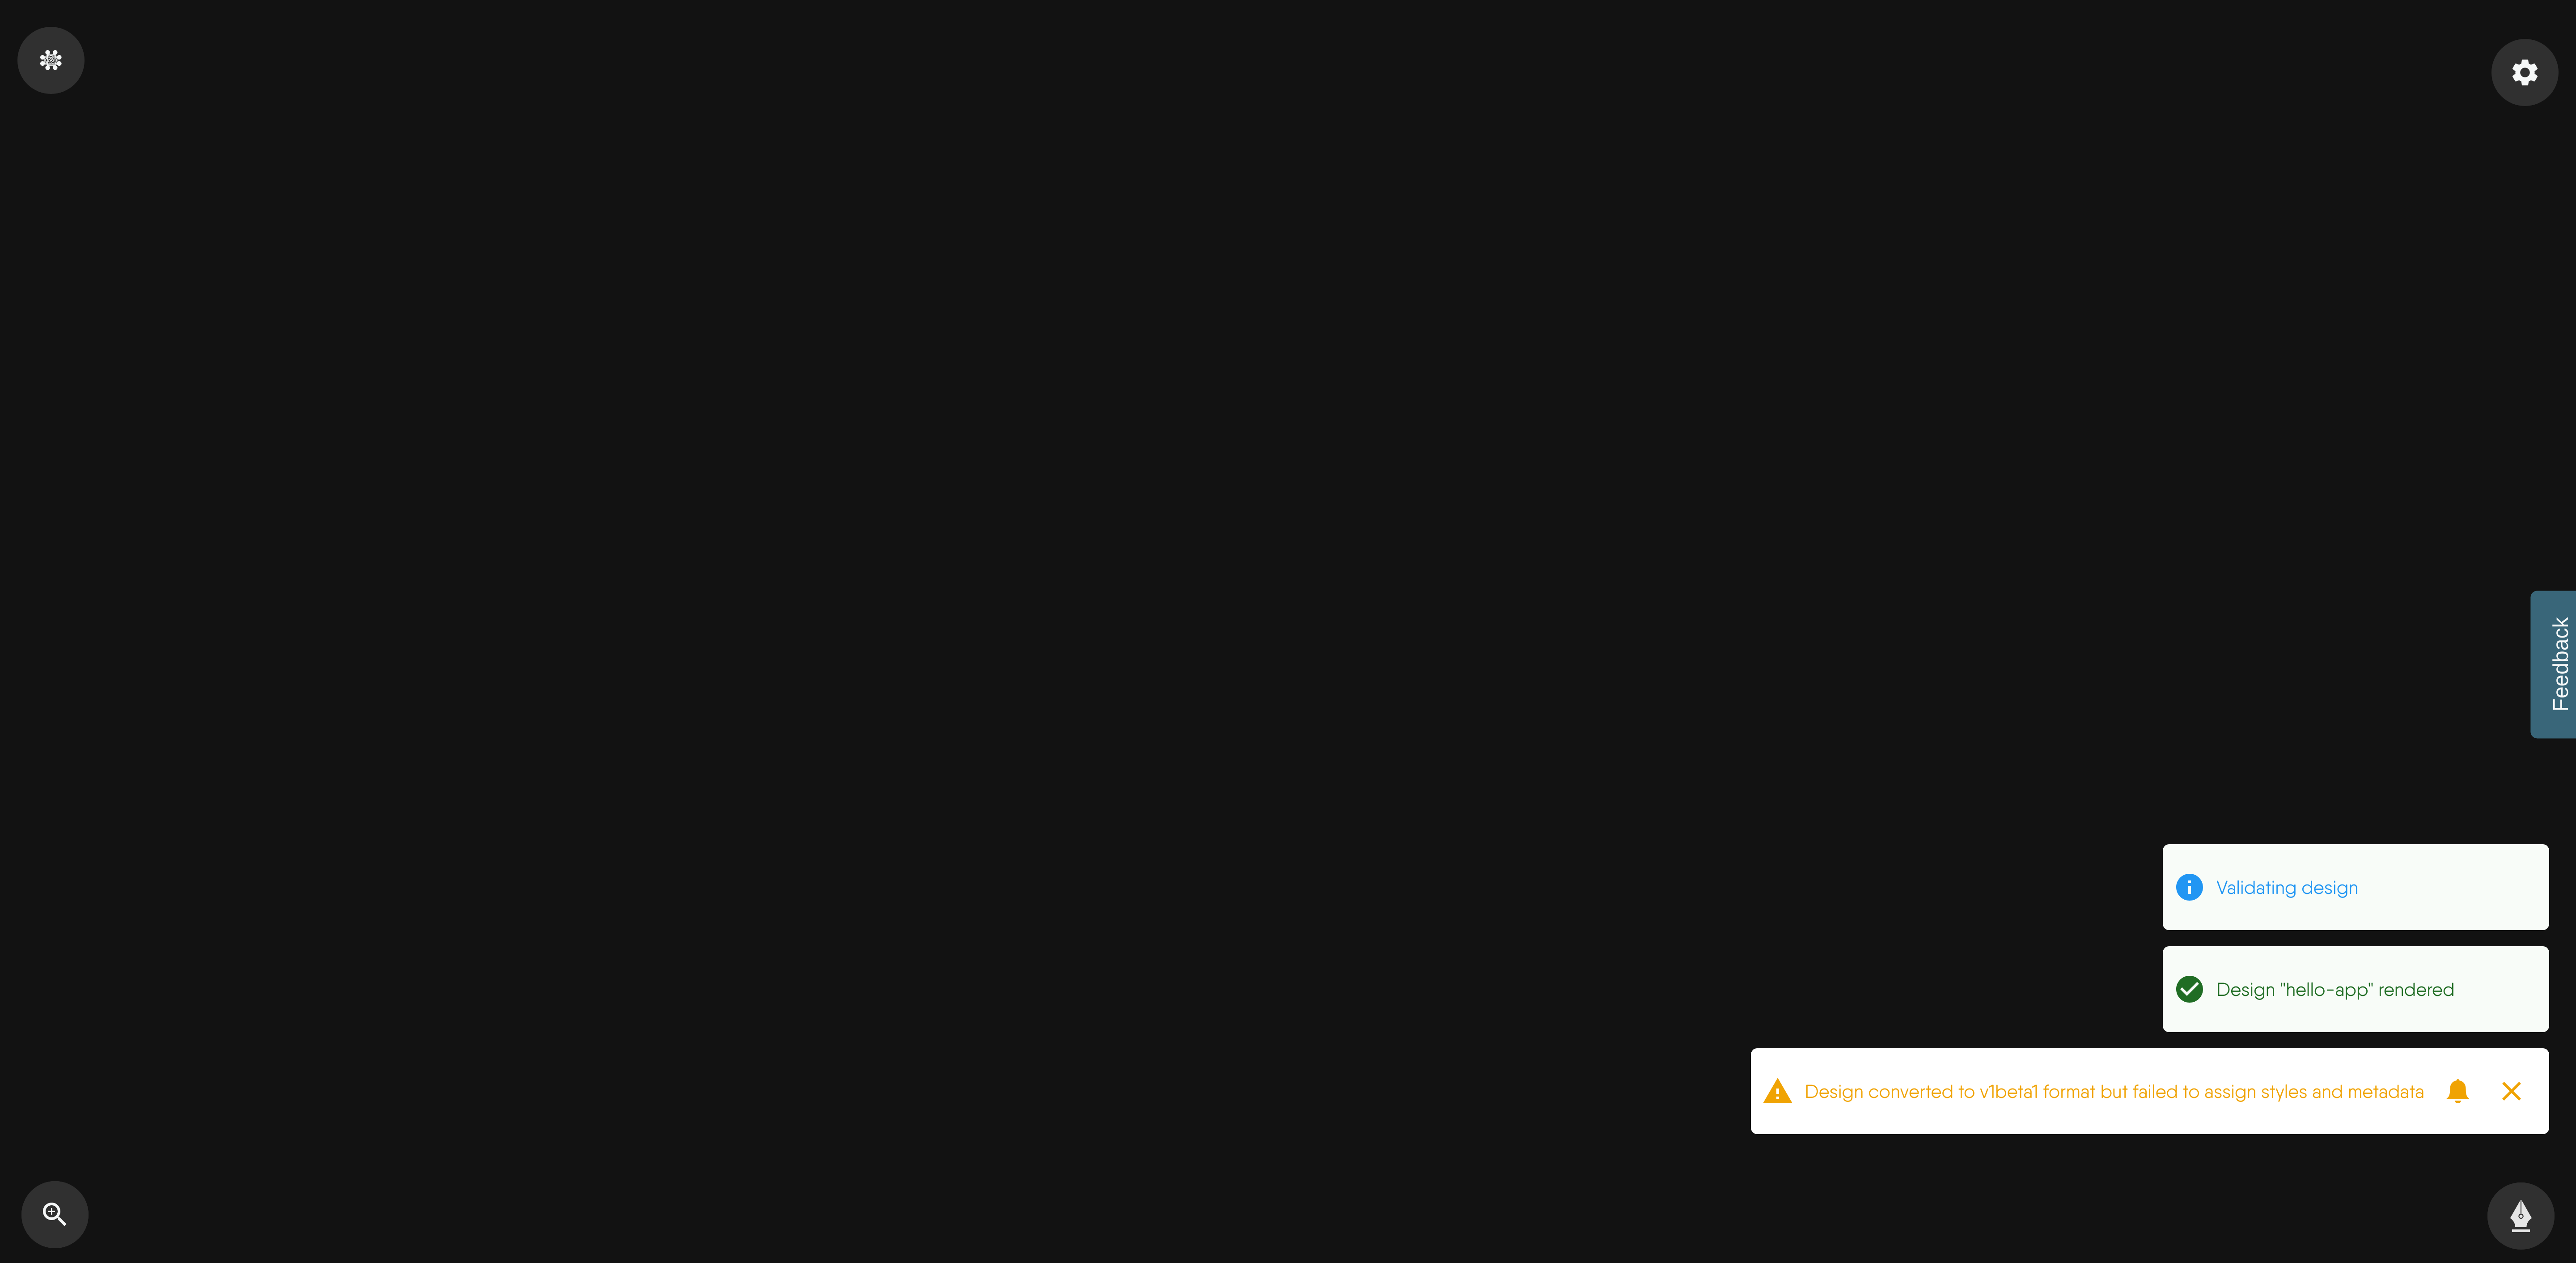 Feedback
Validating design
Design "hello-app" rendered
Design converted to v1beta1 format but failed to assign styles and metadata